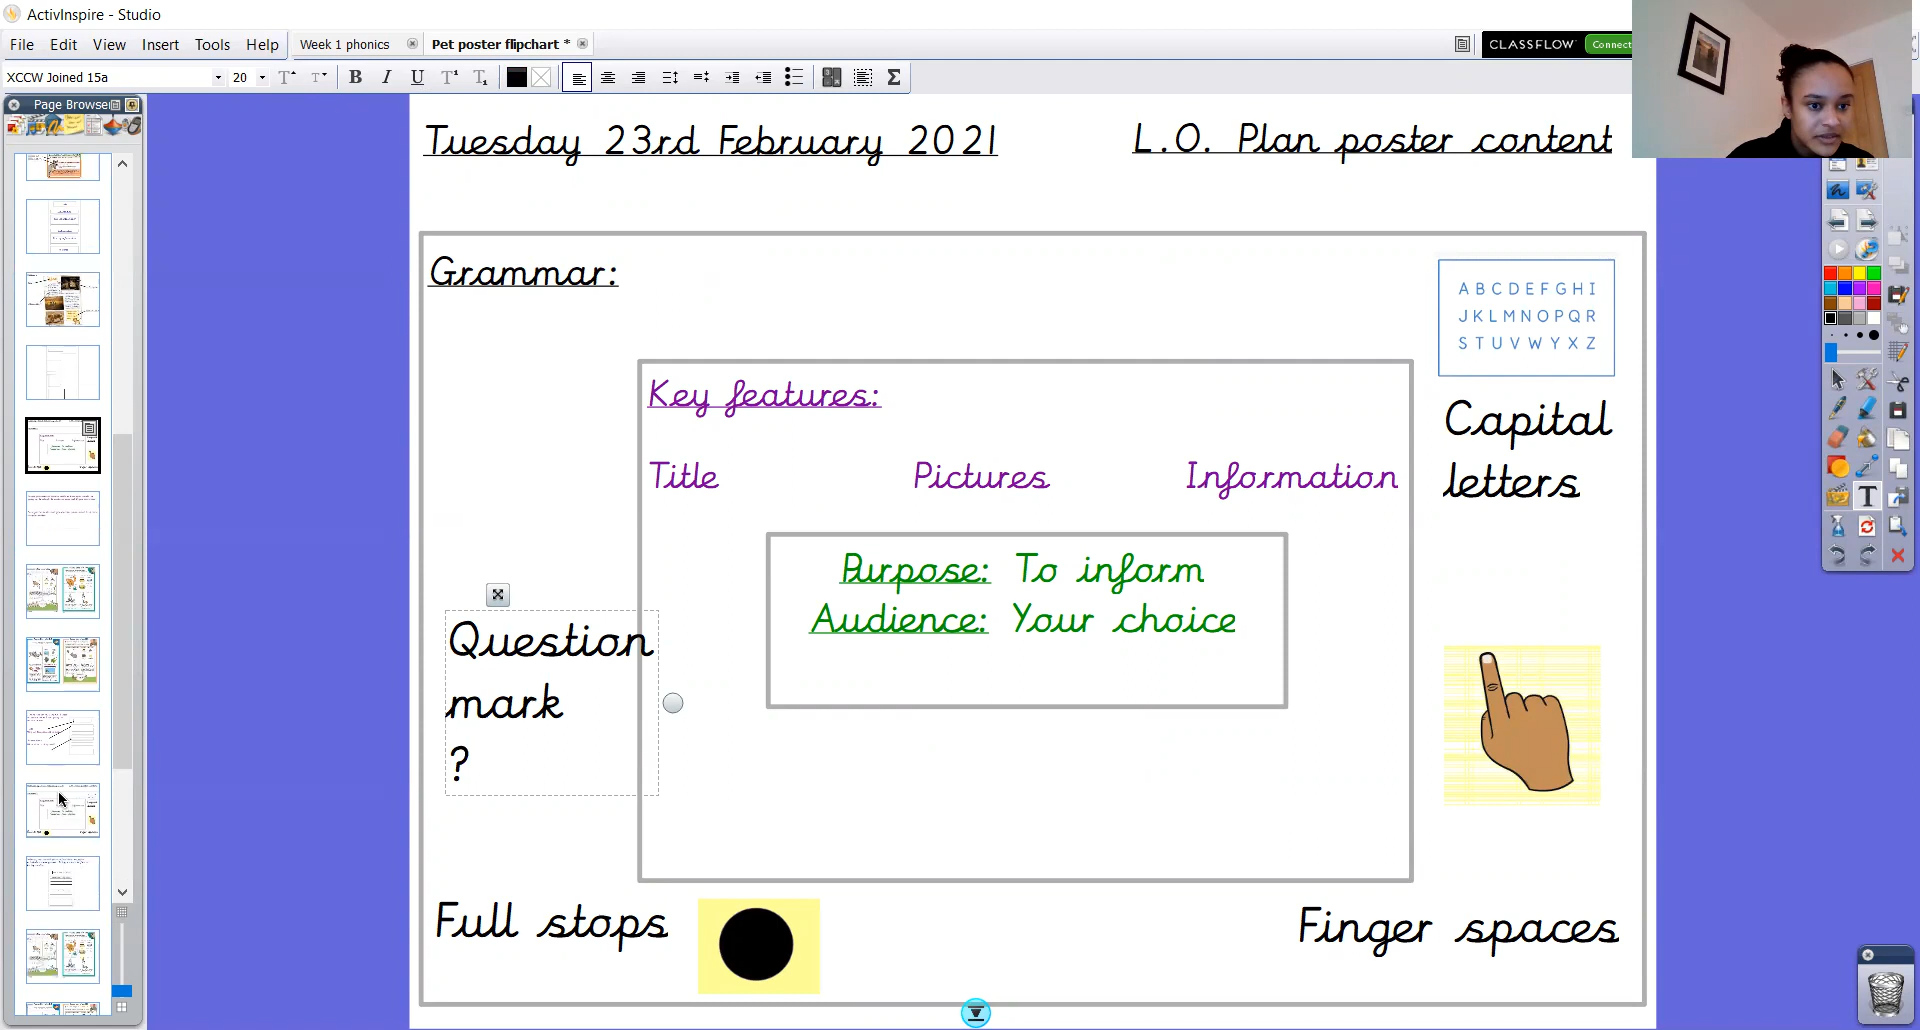 ActivInspire - Studio
File Edit View Insert Tools Help
Week 1 phonics
Pet poster flipchart *
CLASSFLOW
Connect
XCCW Joined 15a
20
B I U
Page Browser
Tuesday 23rd February 2021
L.O. Plan poster content
Grammar:
A B C D E F G H I
J K L M N O P Q R
S T U V W Y X Z
Key features:
Capital
letters
Title Pictures Information
Purpose: To inform
Audience: Your choice
Question
mark
?
Full stops
Finger spaces